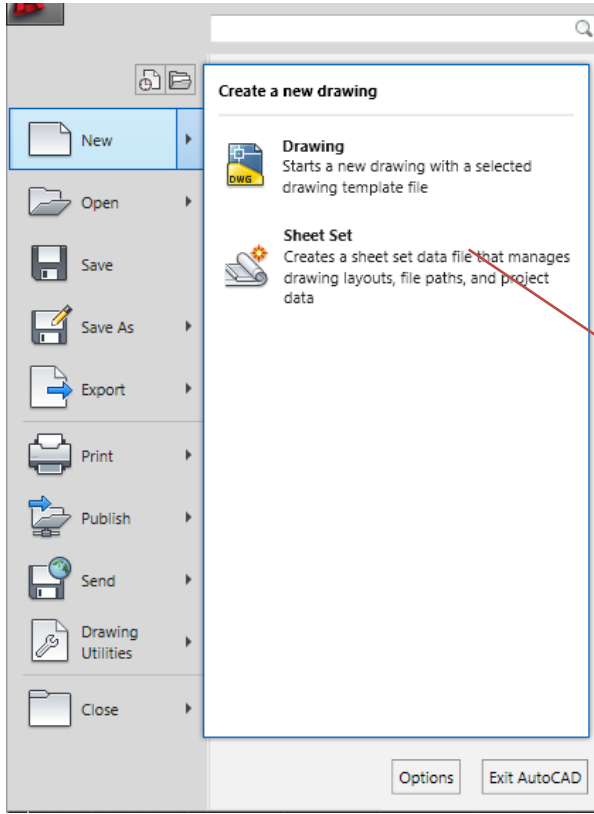 Create a new drawing
New
Drawing
Starts a new drawing with a selected
drawing template file
DWG
Open
Sheet Set
Creates a sheet set data file that manages
drawing layouts, file paths, and project
data
Save
Save As
Export
Print
Publish
Send
Drawing
Utilities
Close
Options
Exit AutoCAD